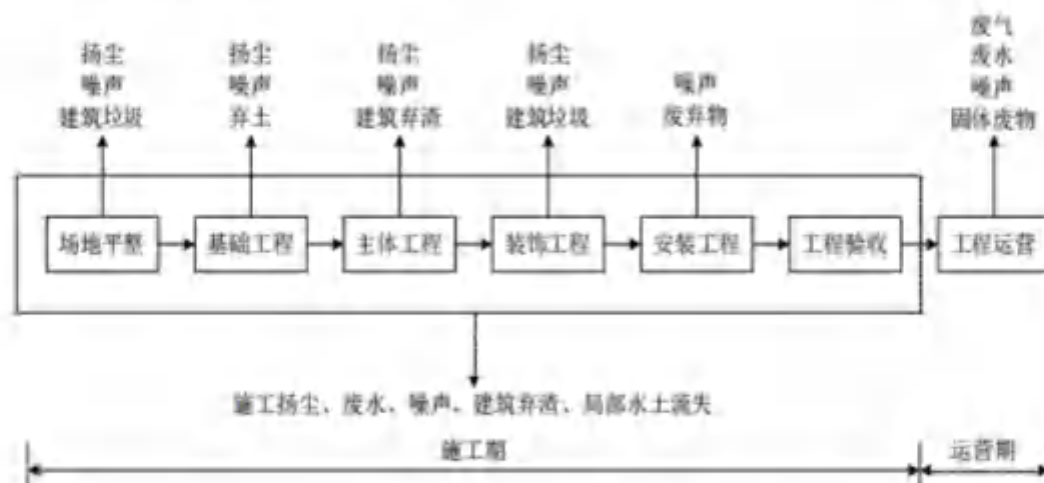 扬尘
噪声
建筑垃圾
扬尘
噪声
弃土
扬尘
噪声
建筑弃渣
扬尘
噪声
建筑垃圾
噪声
废弃物
废气
废水
噪声
固体废物
场地平整
基础工程
主体工程
装饰工程
安装工程
工程验收
工程运营
施工扬尘、废水、噪声、建筑弃渣、局部水土流失
施工期
运营期